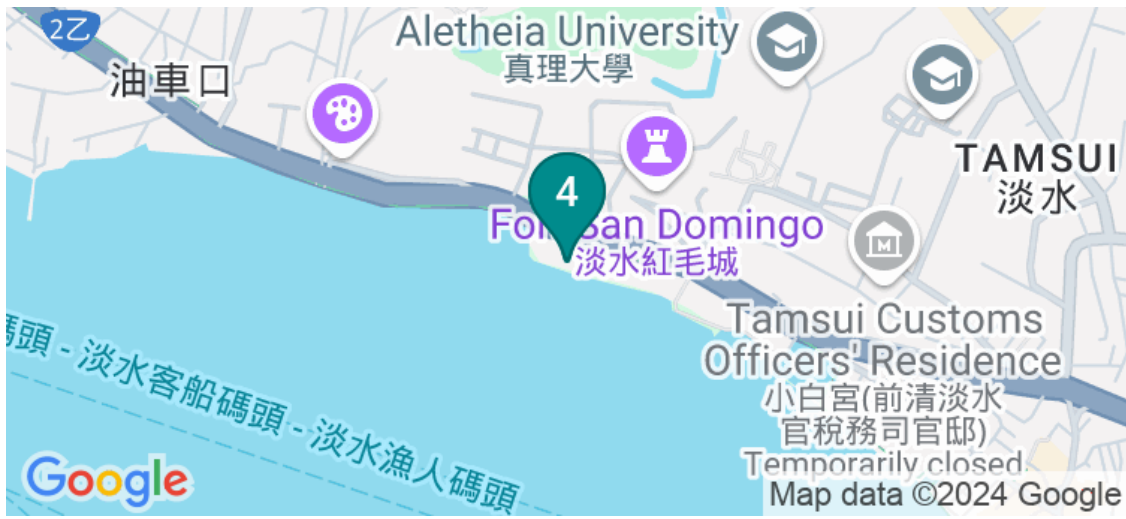 2乙
Aletheia University
真理大學
油車口
TAMSUI
淡水
4
San Domingo
淡水紅毛城
Tamsui Customs
Officers' Residence
小白宮(前清淡水
官稅務司官邸)
Temporarily closed
碼頭 - 淡水客船碼頭 - 淡水漁人碼頭
M
Google
Map data ©2024 Google